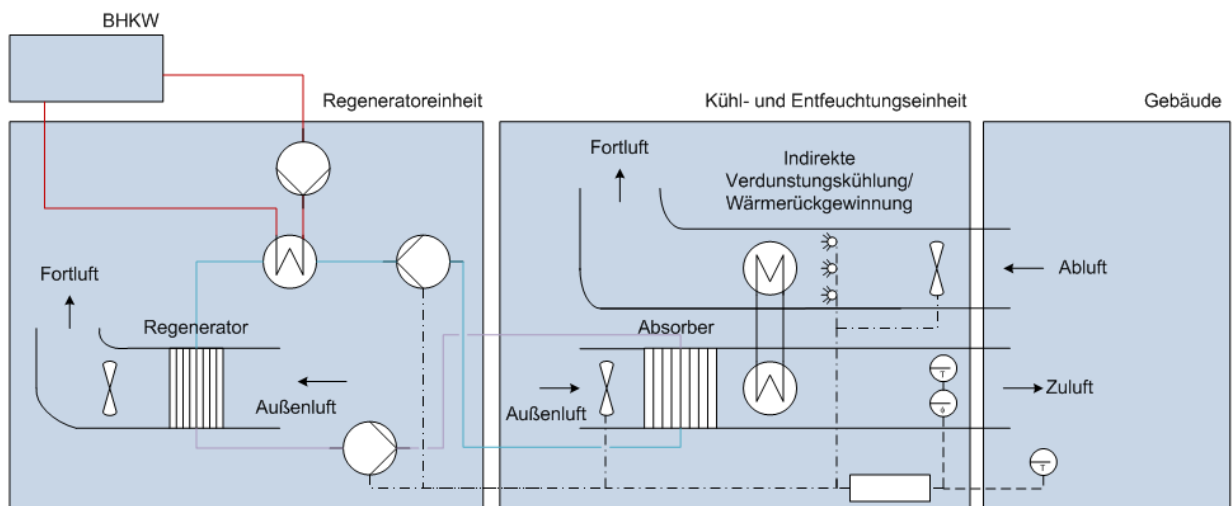 BHKW
Regeneratoreinheit
Kühl- und Entfeuchtungseinheit
Gebäude
Fortluft
Indirekte
Verdunstungskühlung/
Wärmerückgewinnung
Fortluft
Abluft
Regenerator
Absorber
Außenluft
Außenluft
Zuluft
T
ϕ
T